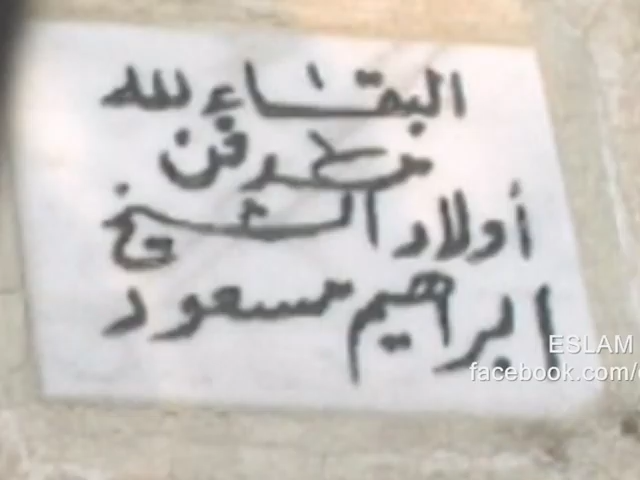 البقاء لله
مدفن
أولاد الشيخ
ابراهيم مسعود
ESLAM
facebook.com/